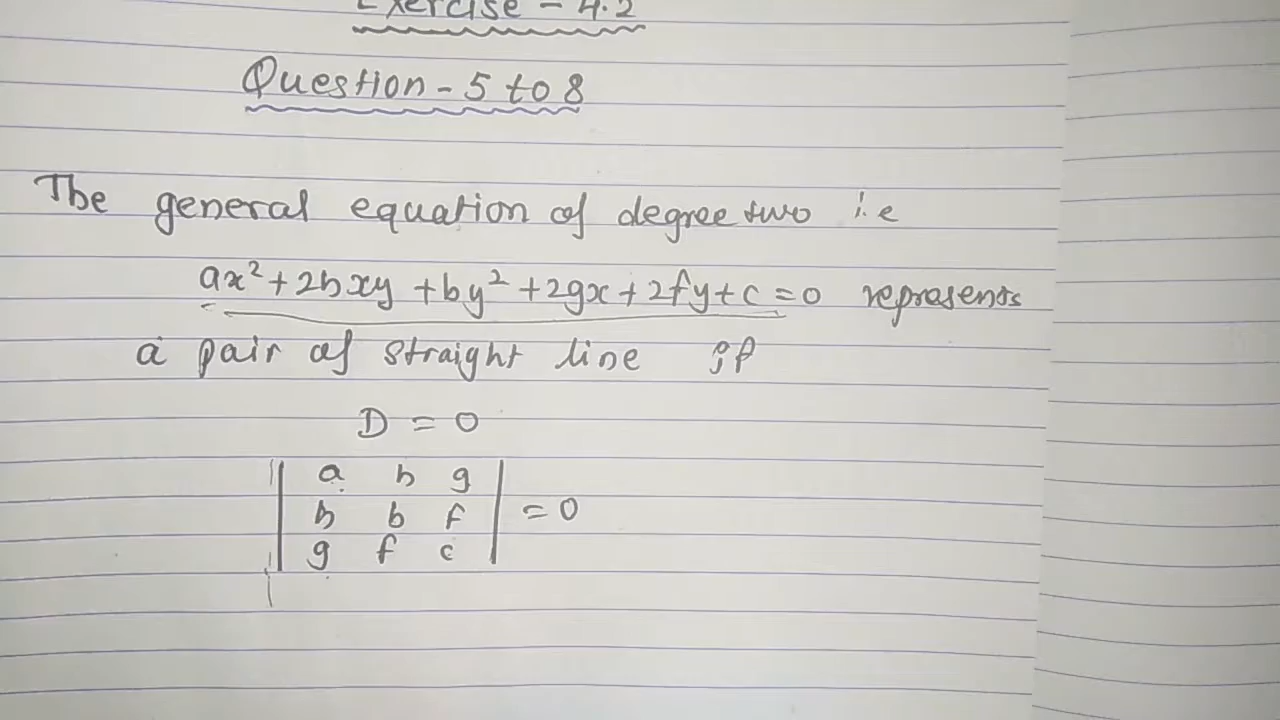 Exercise - 4.2
Question - 5 to 8
The general equation of degree two i.e
ax² + 2hxy + by² + 2gx + 2fy + c = 0 represents
a pair of straight line if
D = 0
| a h g |
| h b f | = 0
| g f c |